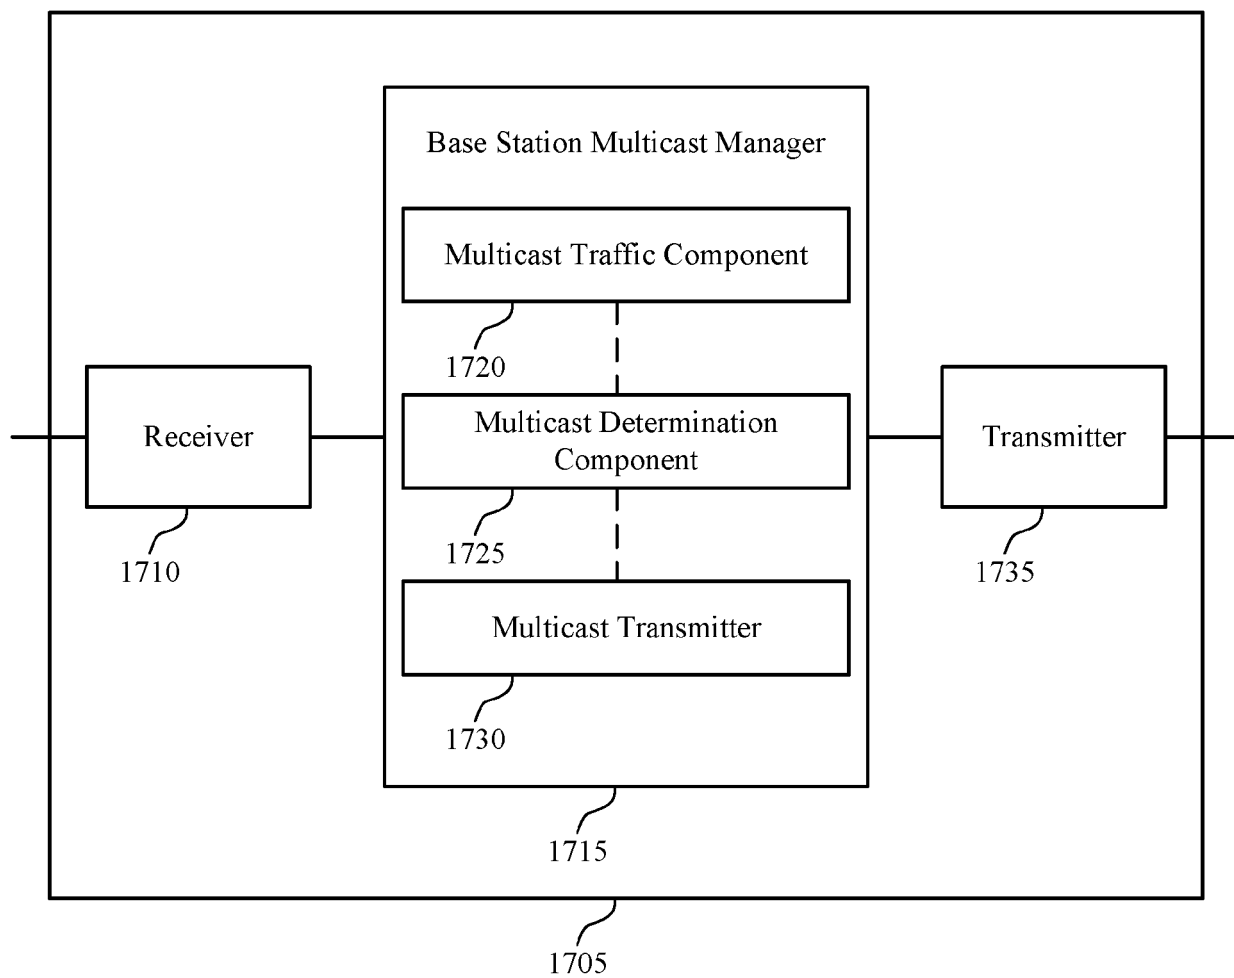 Base Station Multicast Manager
Multicast Traffic Component
1720
Receiver
1710
Multicast Determination
Component
1725
Transmitter
1735
Multicast Transmitter
1730
1715
1705